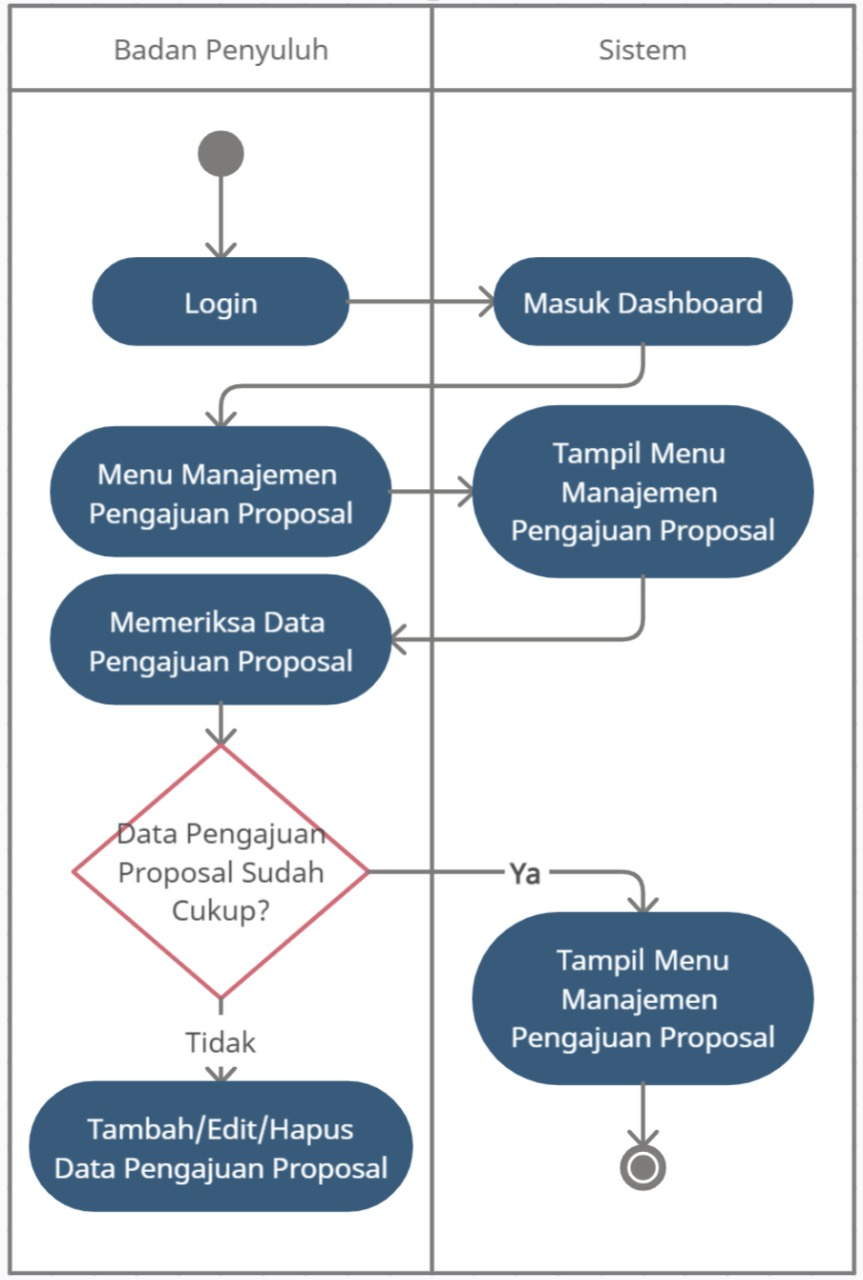 Badan Penyuluh
Sistem
Login
Masuk Dashboard
Menu Manajemen
Pengajuan Proposal
Tampil Menu
Manajemen
Pengajuan Proposal
Memeriksa Data
Pengajuan Proposal
Data Pengajuan
Proposal Sudah
Cukup?
Ya
Tampil Menu
Manajemen
Pengajuan Proposal
Tidak
Tambah/Edit/Hapus
Data Pengajuan Proposal